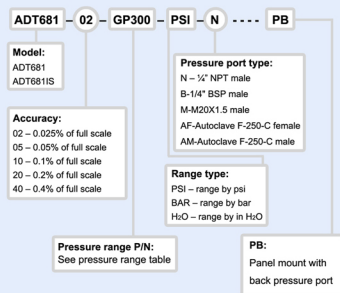 ADT681 - 02 - GP300 - PSI - N - - - - PB
Model:
ADT681
ADT681IS
Accuracy:
02 – 0.025% of full scale
05 – 0.05% of full scale
10 – 0.1% of full scale
20 – 0.2% of full scale
40 – 0.4% of full scale
Pressure range P/N:
See pressure range table
Pressure port type:
N – ¼" NPT male
B-1/4" BSP male
M-M20X1.5 male
AF-Autoclave F-250-C female
AM-Autoclave F-250-C male
Range type:
PSI – range by psi
BAR – range by bar
H₂O – range by in H₂O
PB:
Panel mount with
back pressure port